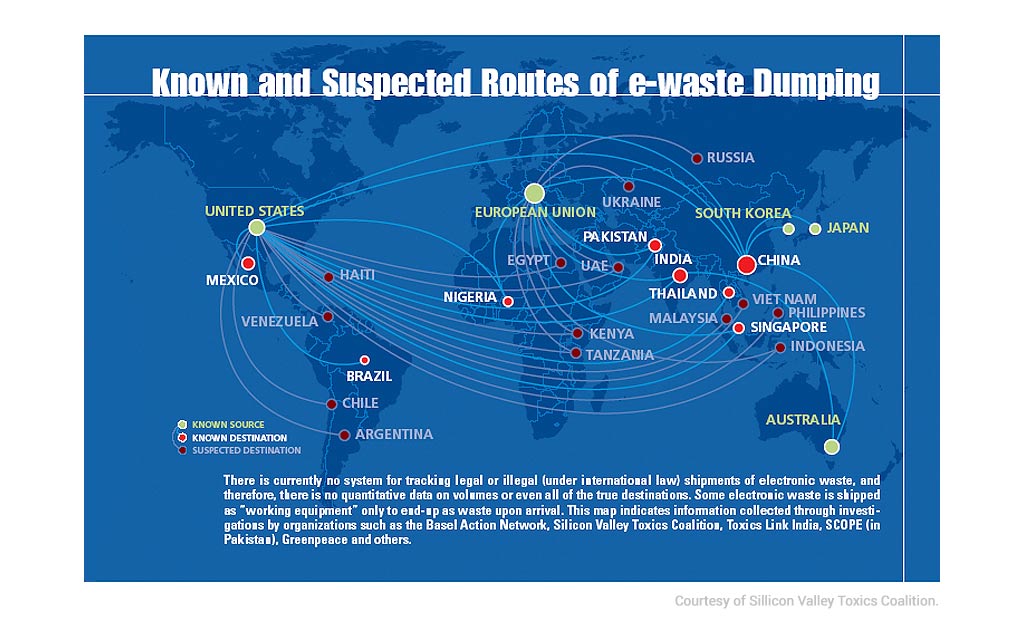 Known and Suspected Routes of e-waste Dumping
RUSSIA
UKRAINE
UNITED STATES
EUROPEAN UNION
SOUTH KOREA
JAPAN
PAKISTAN
EGYPT
UAE
INDIA
CHINA
MEXICO
HAITI
NIGERIA
THAILAND
VIET NAM
VENEZUELA
MALAYSIA
PHILIPPINES
SINGAPORE
KENYA
TANZANIA
INDONESIA
BRAZIL
CHILE
AUSTRALIA
ARGENTINA
KNOWN SOURCE
KNOWN DESTINATION
SUSPECTED DESTINATION
There is currently no system for tracking legal or illegal (under international law) shipments of electronic waste, and
therefore, there is no quantitative data on volumes or even all of the true destinations. Some electronic waste is shipped
as "working equipment" only to end-up as waste upon arrival. This map indicates information collected through investi-
gations by organizations such as the Basel Action Network, Silicon Valley Toxics Coalition, Toxics Link India, SCOPE (in
Pakistan), Greenpeace and others.
Courtesy of Sillicon Valley Toxics Coalition.